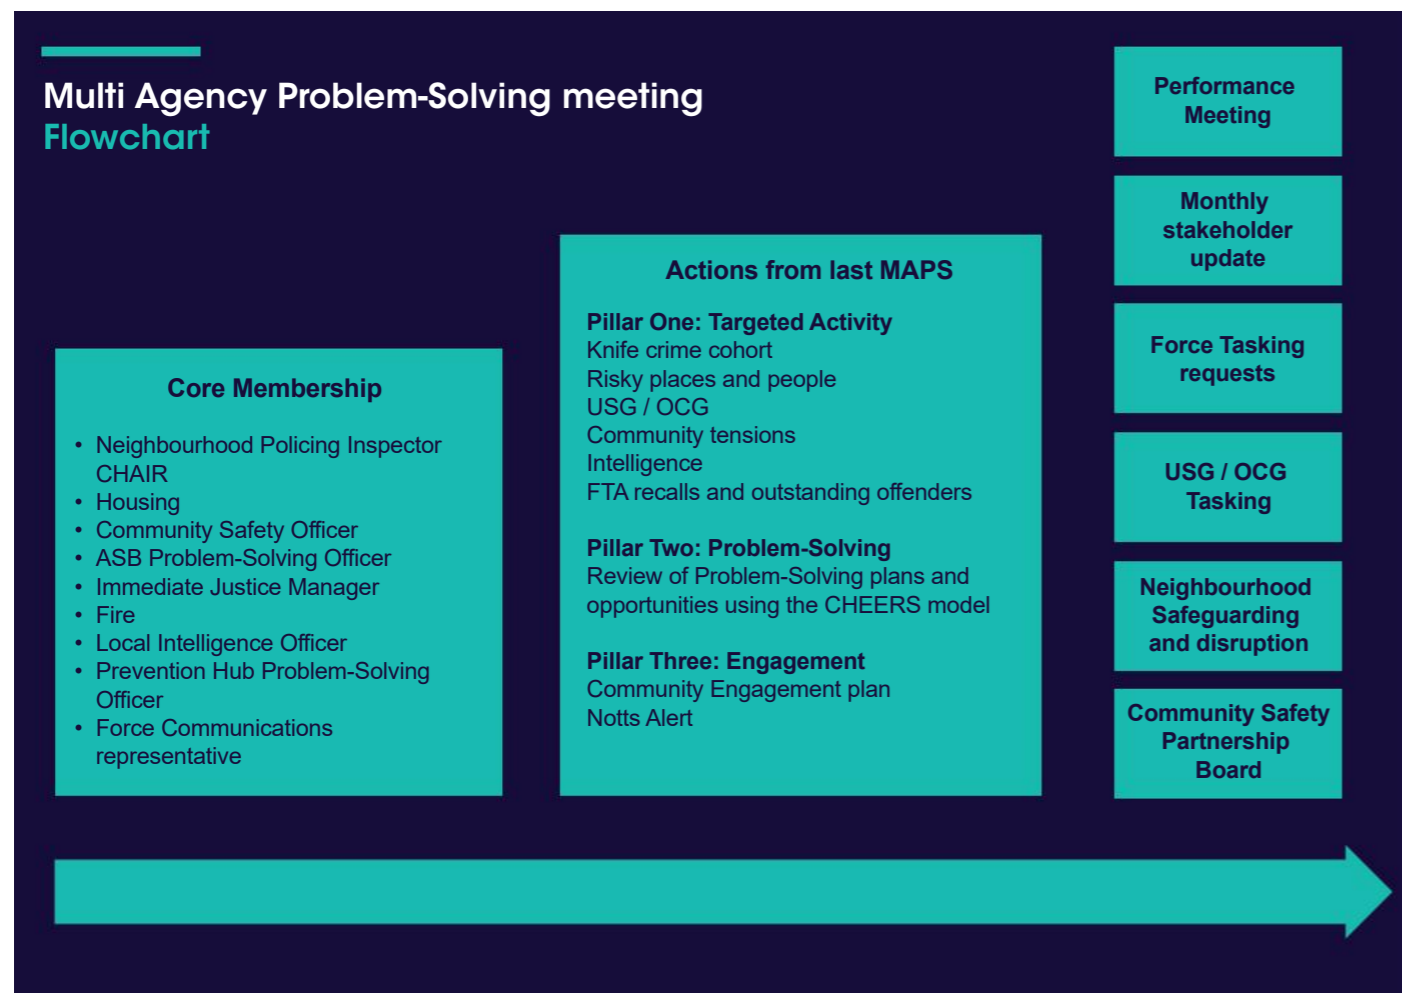 Multi Agency Problem-Solving meeting
Flowchart
Core Membership
• Neighbourhood Policing Inspector
CHAIR
• Housing
• Community Safety Officer
• ASB Problem-Solving Officer
• Immediate Justice Manager
• Fire
• Local Intelligence Officer
• Prevention Hub Problem-Solving
Officer
• Force Communications
representative
Actions from last MAPS
Pillar One: Targeted Activity
Knife crime cohort
Risky places and people
USG / OCG
Community tensions
Intelligence
FTA recalls and outstanding offenders
Pillar Two: Problem-Solving
Review of Problem-Solving plans and
opportunities using the CHEERS model
Pillar Three: Engagement
Community Engagement plan
Notts Alert
Performance
Meeting
Monthly
stakeholder
update
Force Tasking
requests
USG / OCG
Tasking
Neighbourhood
Safeguarding
and disruption
Community Safety
Partnership
Board